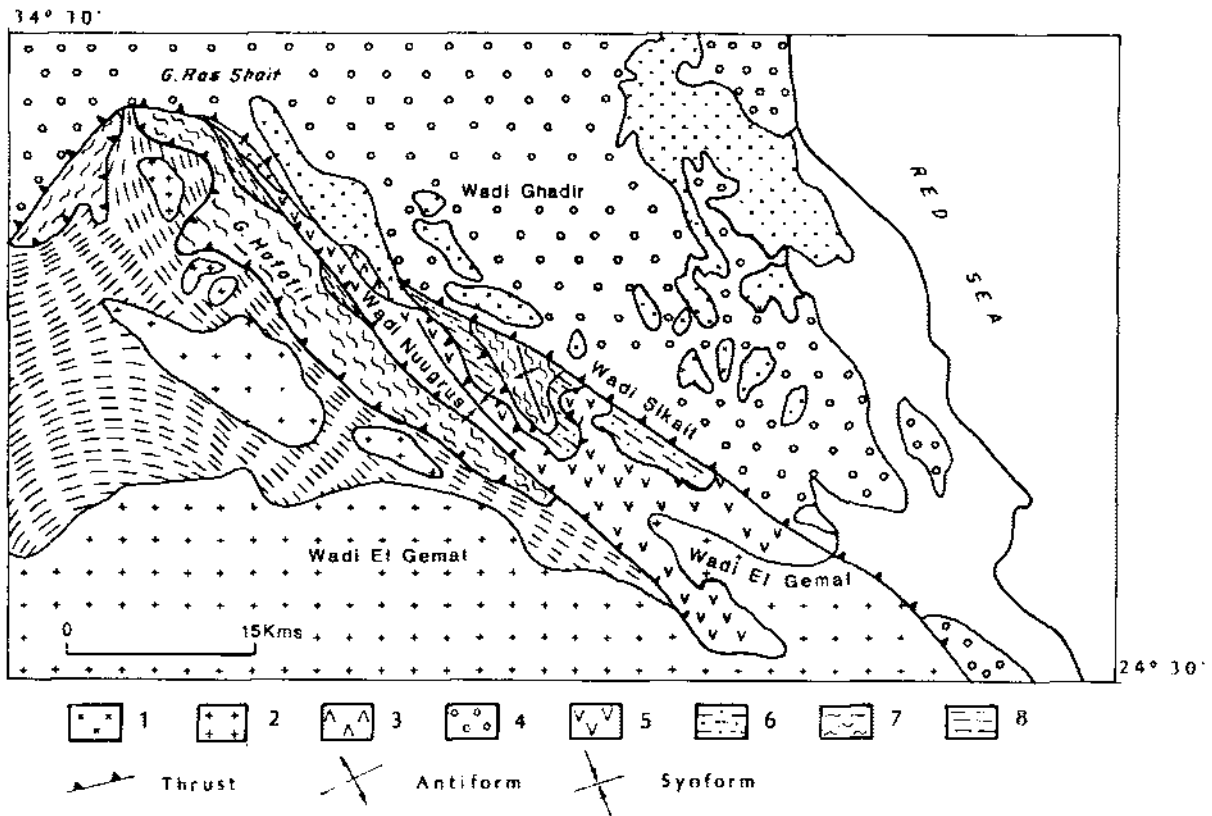 34° 30'
G. Ras Shait
Wadi Ghadir
RED SEA
G. Hafafit
Wadi Nuugrus
Wadi Sikait
Wadi El Gemal
Wadi El Gemal
0 15Kms
24° 30'
1 2 3 4 5 6 7 8
Thrust Antiform Synform